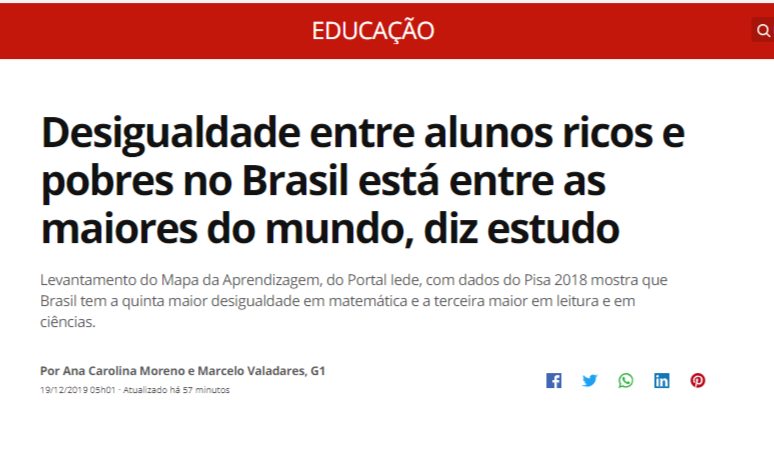 EDUCAÇÃO
Desigualdade entre alunos ricos e
pobres no Brasil está entre as
maiores do mundo, diz estudo
Levantamento do Mapa da Aprendizagem, do Portal Iede, com dados do Pisa 2018 mostra que
Brasil tem a quinta maior desigualdade em matemática e a terceira maior em leitura e em
ciências.
Por Ana Carolina Moreno e Marcelo Valadares, G1
19/12/2019 05h01 · Atualizado há 57 minutos